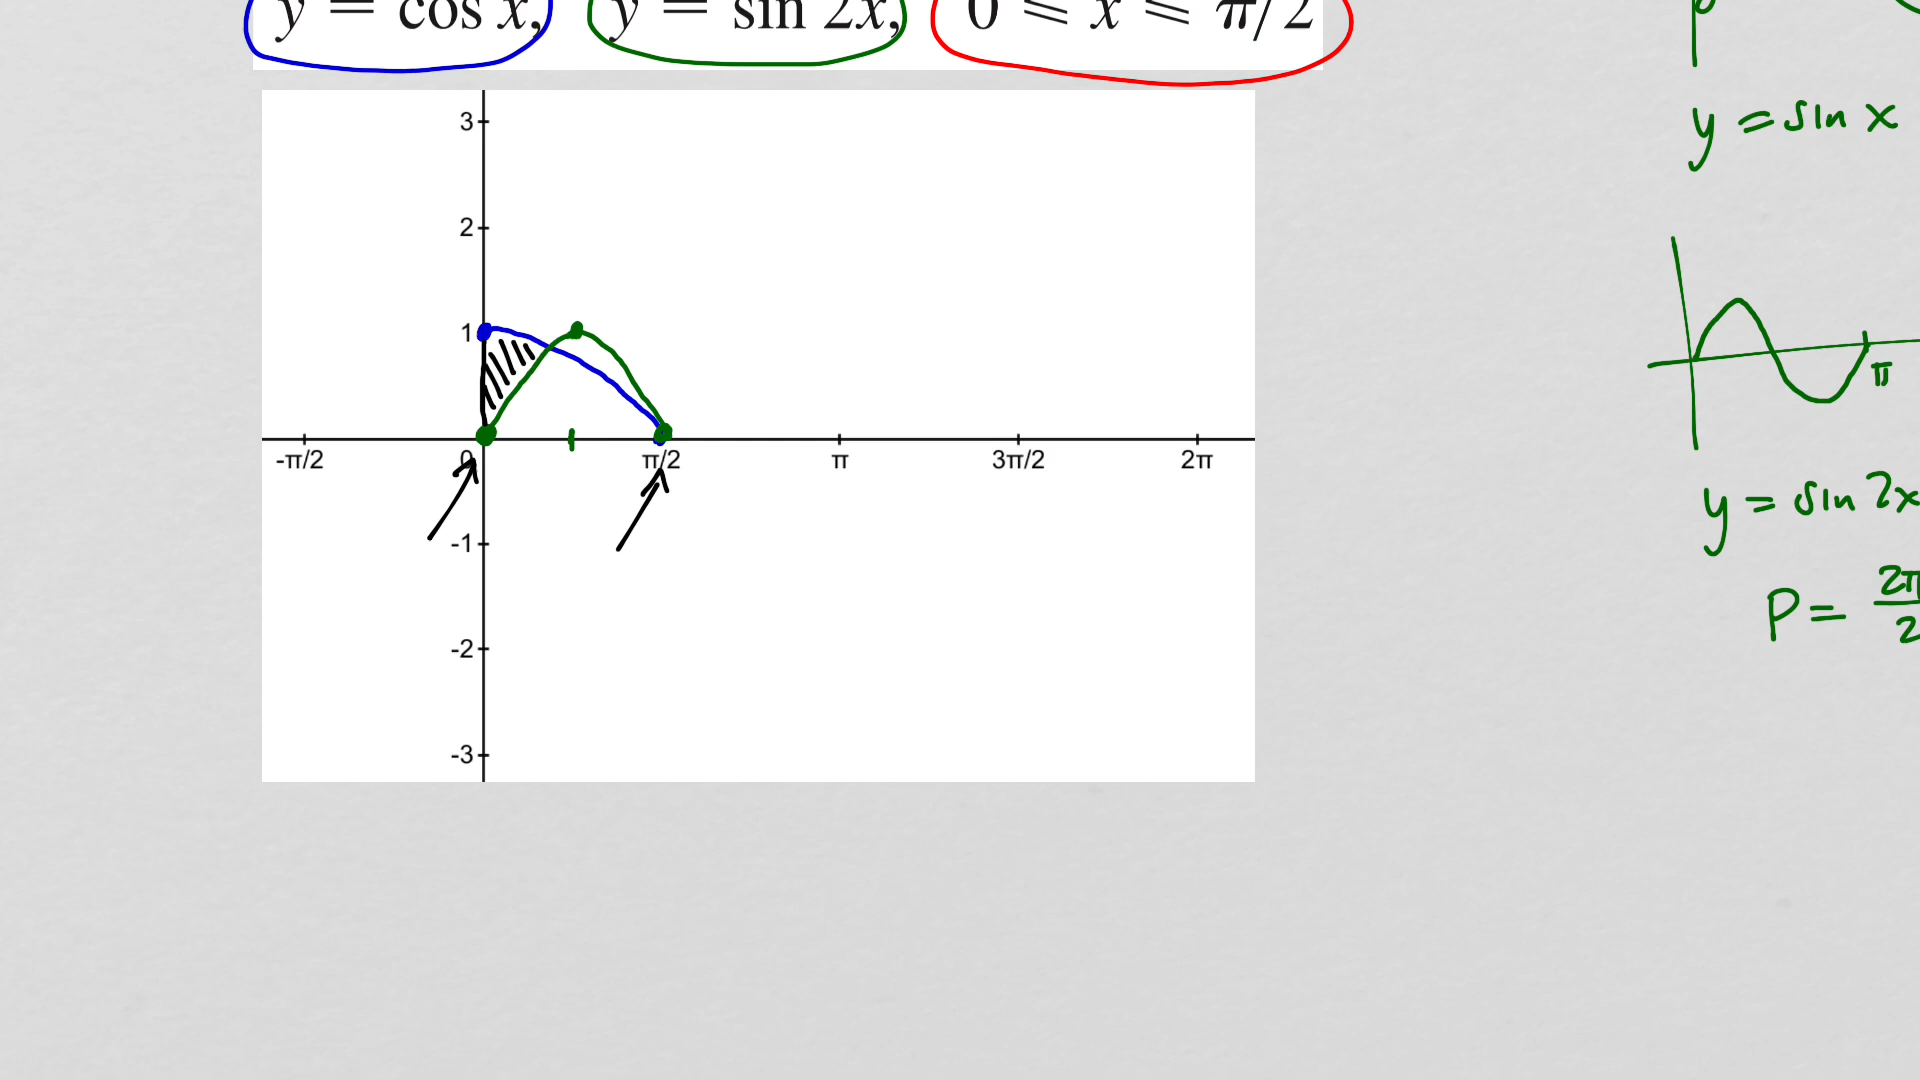 y = cos x, y = sin 2x, 0 ⩽ x ⩽ π/2
3
2
1
-π/2 0 π/2 π 3π/2 2π
-1
-2
-3
y = sin x
π
y = sin 2x
P = 2π/2